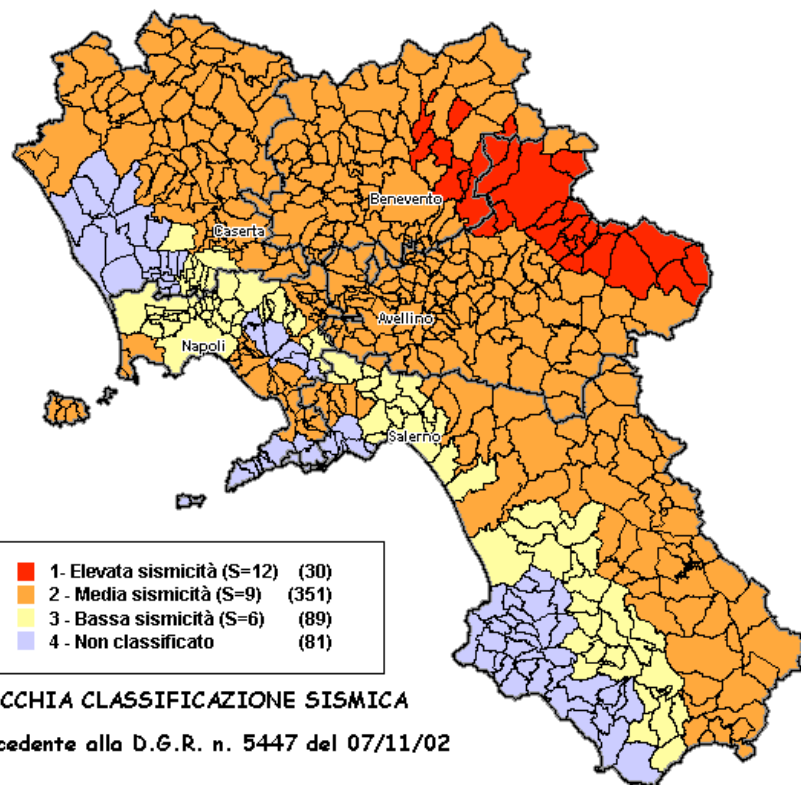 Benevento
Caserta
Avellino
Napoli
Salerno
1- Elevata sismicità (S=12) (30)
2 - Media sismicità (S=9) (351)
3 - Bassa sismicità (S=6) (89)
4 - Non classificato (81)
CCHIA CLASSIFICAZIONE SISMICA
cedente alla D.G.R. n. 5447 del 07/11/02